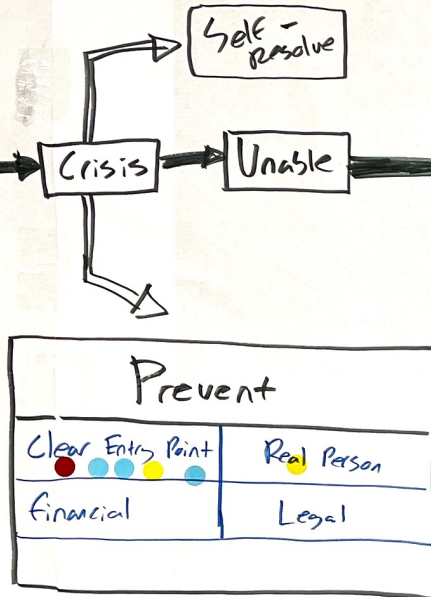 Self-
Resolve
Crisis
Unable
Prevent
Clear Entry Point
Real Person
financial
Legal